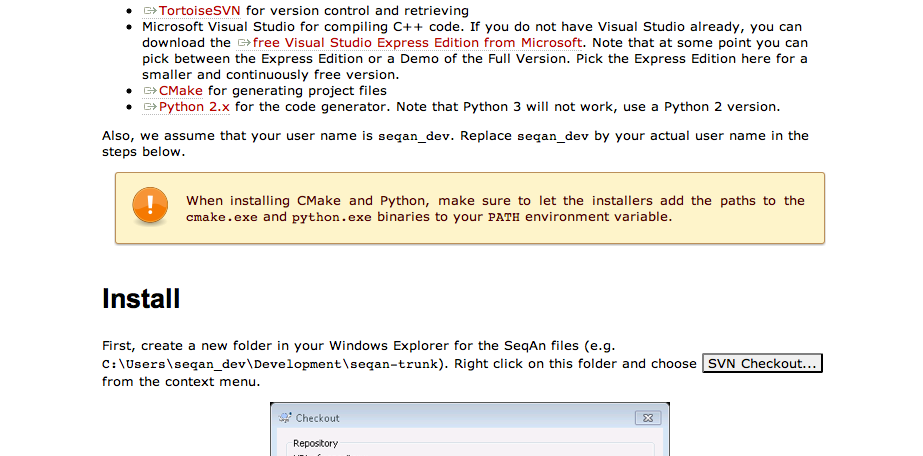 TortoiseSVN for version control and retrieving
Microsoft Visual Studio for compiling C++ code. If you do not have Visual Studio already, you can
download the free Visual Studio Express Edition from Microsoft. Note that at some point you can
pick between the Express Edition or a Demo of the Full Version. Pick the Express Edition here for a
smaller and continuously free version.
CMake for generating project files
Python 2.x for the code generator. Note that Python 3 will not work, use a Python 2 version.
Also, we assume that your user name is seqan_dev. Replace seqan_dev by your actual user name in the
steps below.
When installing CMake and Python, make sure to let the installers add the paths to the
cmake.exe and python.exe binaries to your PATH environment variable.
Install
First, create a new folder in your Windows Explorer for the SeqAn files (e.g.
C:\Users\seqan_dev\Development\seqan-trunk). Right click on this folder and choose SVN Checkout...
from the context menu.
Checkout
Repository